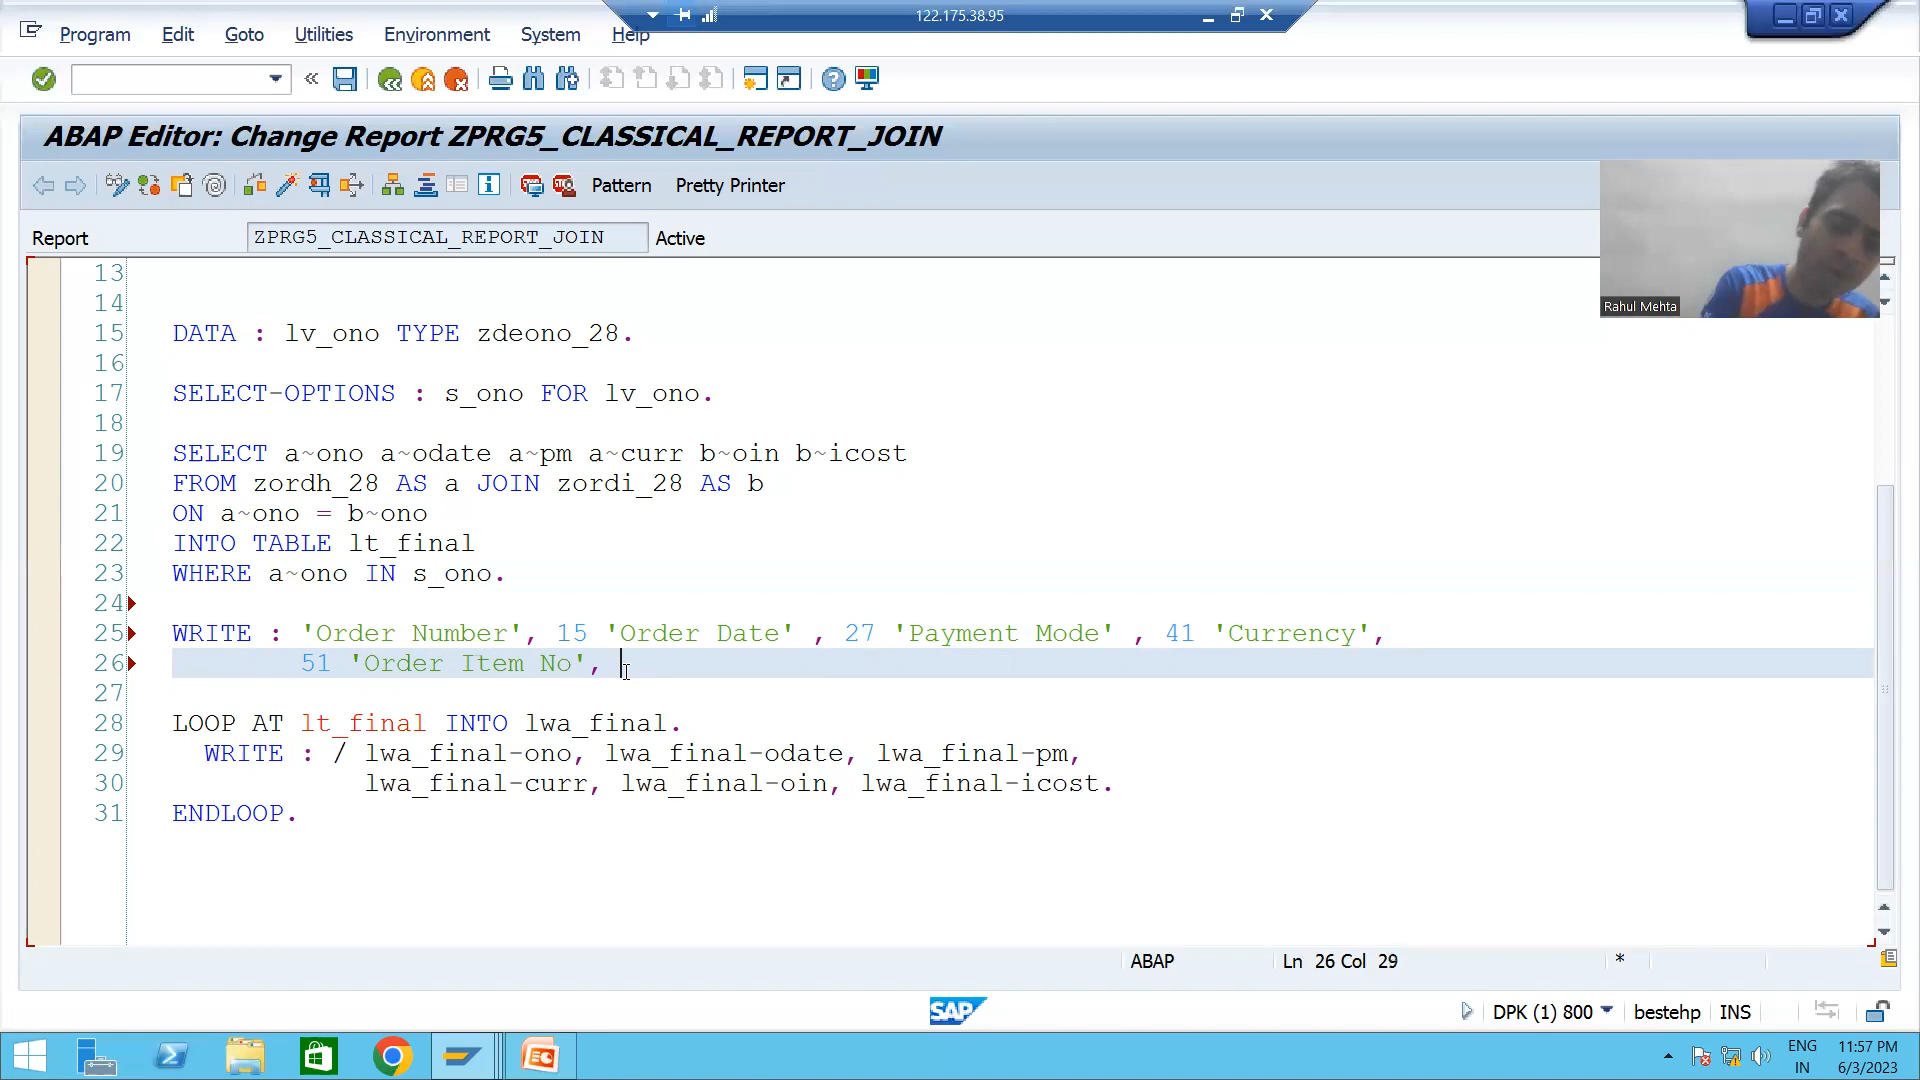 122.175.38.95
Program Edit Goto Utilities Environment System Help
ABAP Editor: Change Report ZPRG5_CLASSICAL_REPORT_JOIN
Pattern Pretty Printer
Report ZPRG5_CLASSICAL_REPORT_JOIN Active
Rahul Mehta
13
14
15 DATA : lv_ono TYPE zdeono_28.
16
17 SELECT-OPTIONS : s_ono FOR lv_ono.
18
19 SELECT a~ono a~odate a~pm a~curr b~oin b~icost
20 FROM zordh_28 AS a JOIN zordi_28 AS b
21 ON a~ono = b~ono
22 INTO TABLE lt_final
23 WHERE a~ono IN s_ono.
24
25 WRITE : 'Order Number', 15 'Order Date' , 27 'Payment Mode' , 41 'Currency',
26 51 'Order Item No',
27
28 LOOP AT lt_final INTO lwa_final.
29 WRITE : / lwa_final-ono, lwa_final-odate, lwa_final-pm,
30 lwa_final-curr, lwa_final-oin, lwa_final-icost.
31 ENDLOOP.
ABAP Ln 26 Col 29 *
SAP DPK (1) 800 bestehp INS
ENG 11:57 PM
IN 6/3/2023